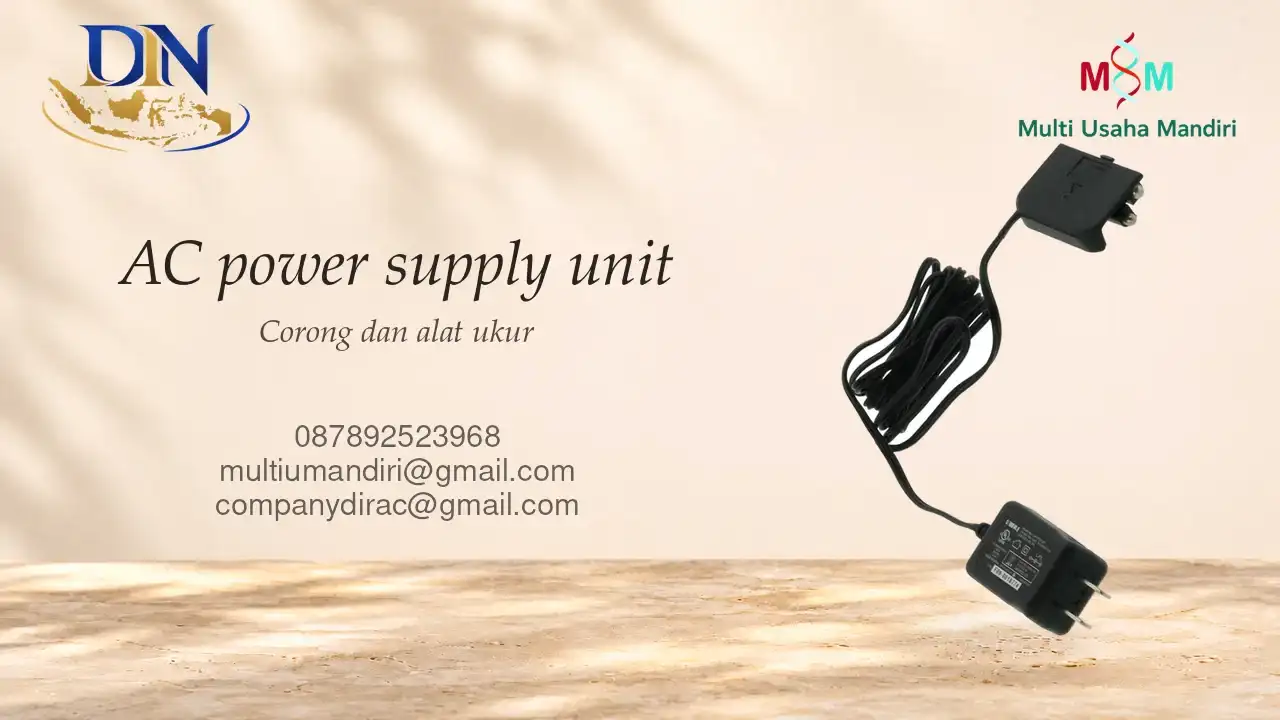 DN
M M
Multi Usaha Mandiri
AC power supply unit
Corong dan alat ukur
087892523968
multiumandiri@gmail.com
companydirac@gmail.com